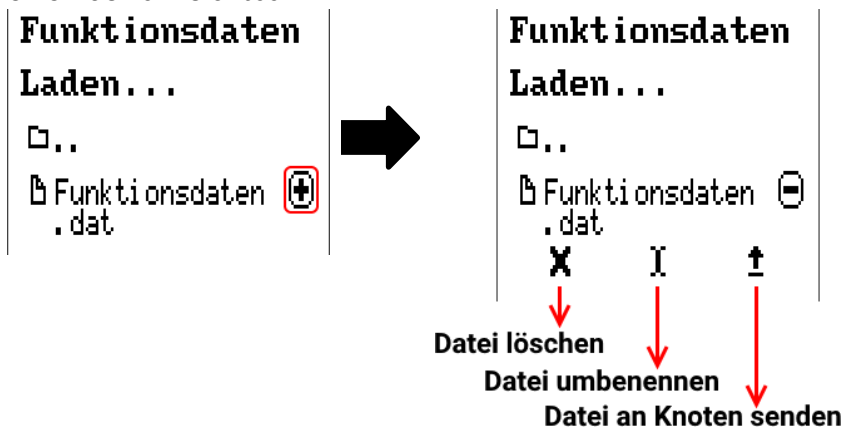 Funktionsdaten
Laden...
..
Funktionsdaten
.dat
Funktionsdaten
Laden...
..
Funktionsdaten
.dat
Datei löschen
Datei umbenennen
Datei an Knoten senden